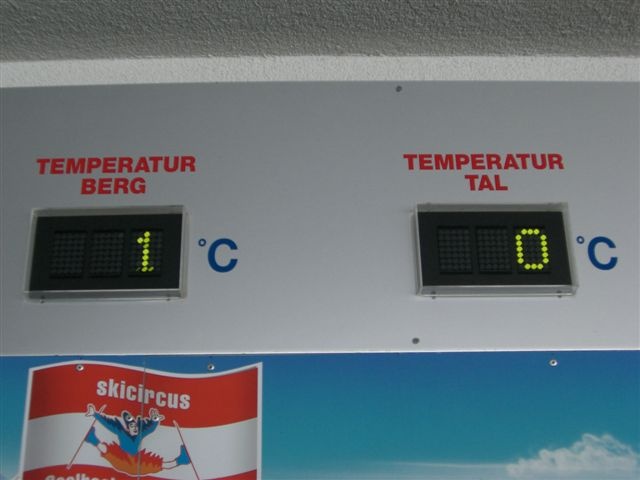 TEMPERATUR
BERG
1 °C
TEMPERATUR
TAL
0 °C
skicircus